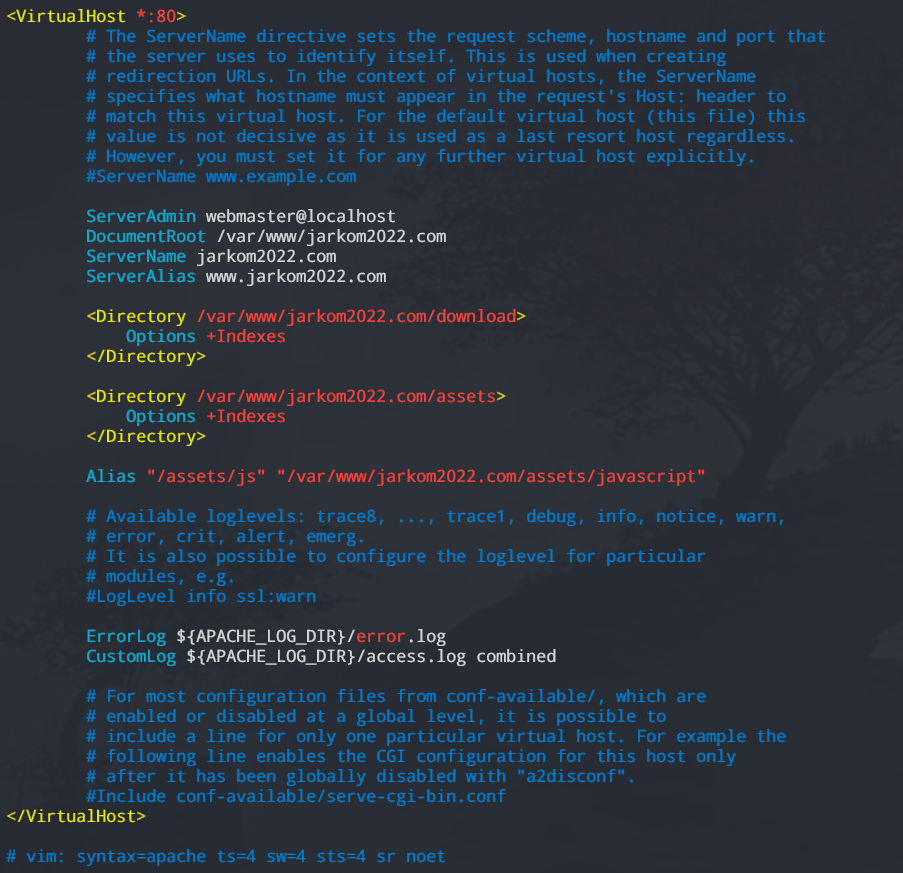 <VirtualHost *:80>
        # The ServerName directive sets the request scheme, hostname and port that
        # the server uses to identify itself. This is used when creating
        # redirection URLs. In the context of virtual hosts, the ServerName
        # specifies what hostname must appear in the request's Host: header to
        # match this virtual host. For the default virtual host (this file) this
        # value is not decisive as it is used as a last resort host regardless.
        # However, you must set it for any further virtual host explicitly.
        #ServerName www.example.com

        ServerAdmin webmaster@localhost
        DocumentRoot /var/www/jarkom2022.com
        ServerName jarkom2022.com
        ServerAlias www.jarkom2022.com

        <Directory /var/www/jarkom2022.com/download>
            Options +Indexes
        </Directory>

        <Directory /var/www/jarkom2022.com/assets>
            Options +Indexes
        </Directory>

        Alias "/assets/js" "/var/www/jarkom2022.com/assets/javascript"

        # Available loglevels: trace8, ..., trace1, debug, info, notice, warn,
        # error, crit, alert, emerg.
        # It is also possible to configure the loglevel for particular
        # modules, e.g.
        #LogLevel info ssl:warn

        ErrorLog ${APACHE_LOG_DIR}/error.log
        CustomLog ${APACHE_LOG_DIR}/access.log combined

        # For most configuration files from conf-available/, which are
        # enabled or disabled at a global level, it is possible to
        # include a line for only one particular virtual host. For example the
        # following line enables the CGI configuration for this host only
        # after it has been globally disabled with "a2disconf".
        #Include conf-available/serve-cgi-bin.conf
</VirtualHost>

# vim: syntax=apache ts=4 sw=4 sts=4 sr noet